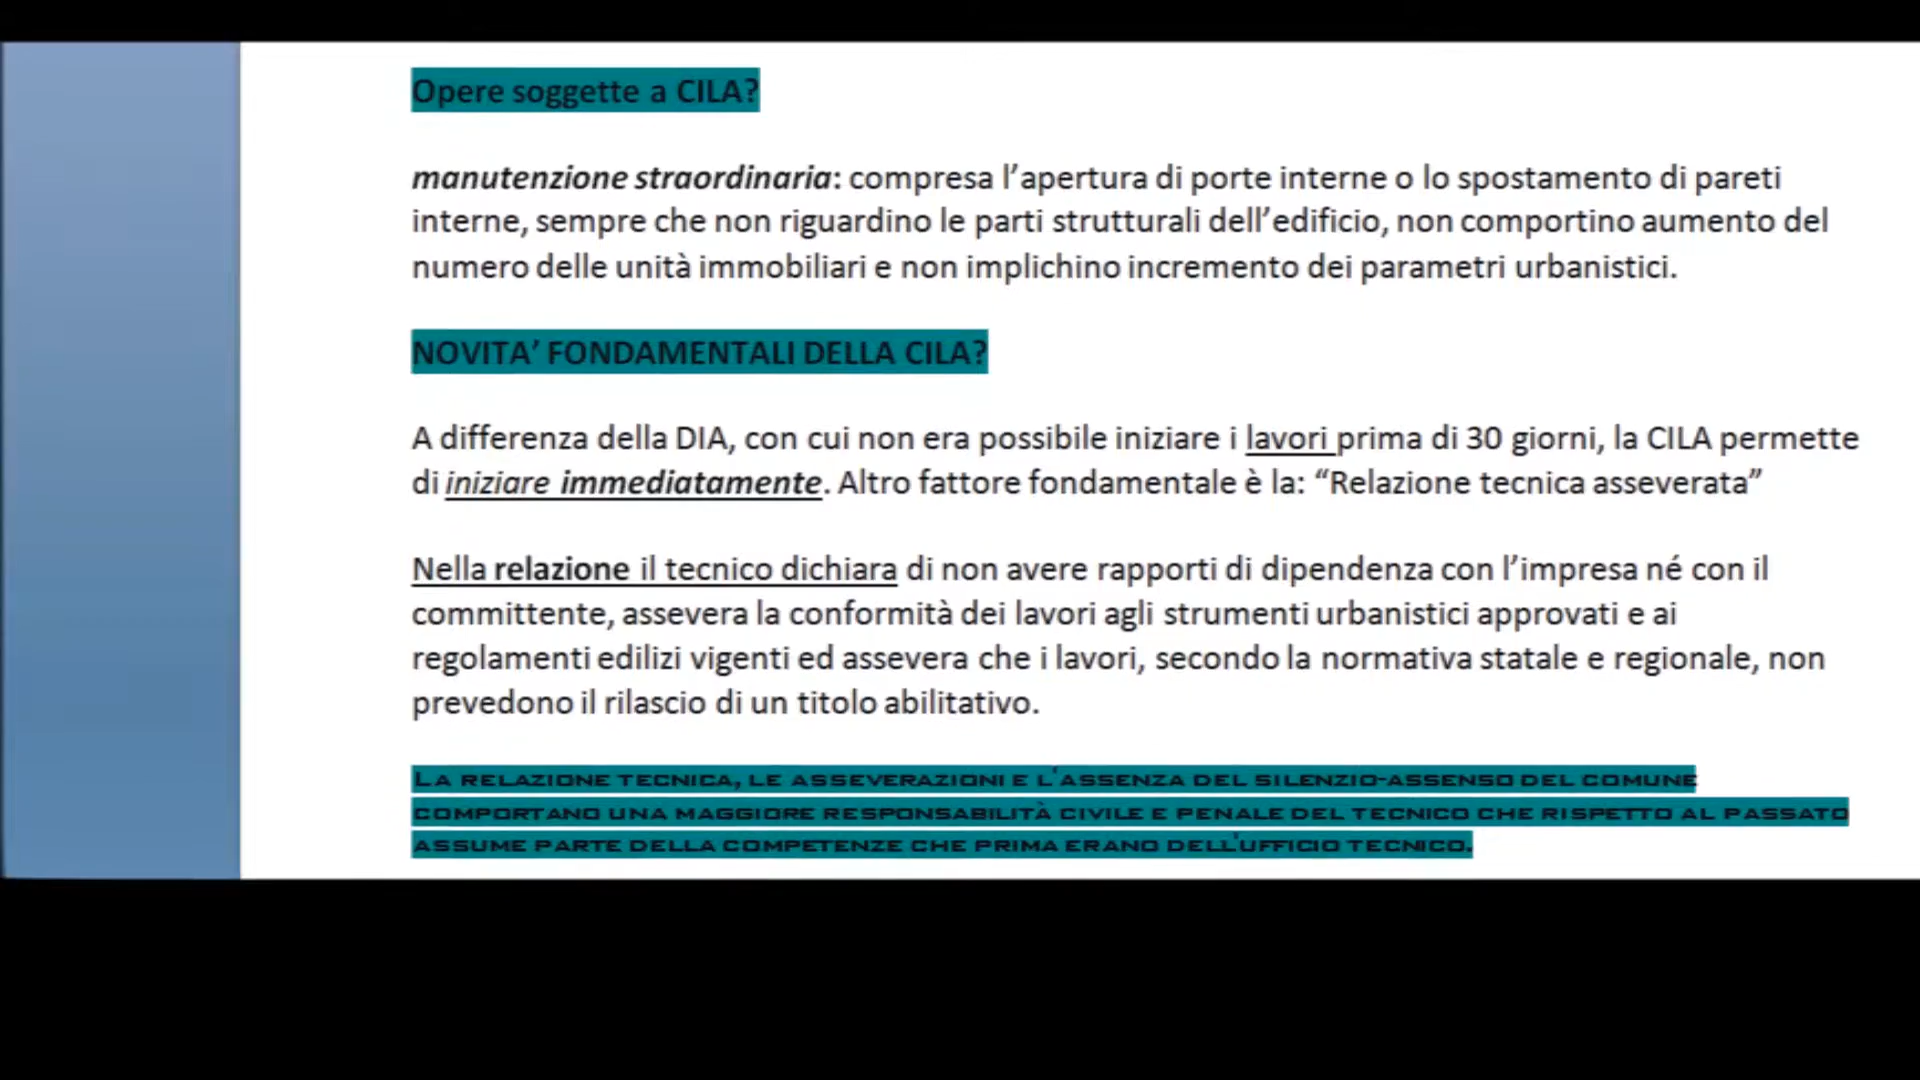 Opere soggette a CILA?
manutenzione straordinaria: compresa l’apertura di porte interne o lo spostamento di pareti
interne, sempre che non riguardino le parti strutturali dell’edificio, non comportino aumento del
numero delle unità immobiliari e non implichino incremento dei parametri urbanistici.
NOVITA’ FONDAMENTALI DELLA CILA?
A differenza della DIA, con cui non era possibile iniziare i lavori prima di 30 giorni, la CILA permette
di iniziare immediatamente. Altro fattore fondamentale è la: “Relazione tecnica asseverata”
Nella relazione il tecnico dichiara di non avere rapporti di dipendenza con l’impresa né con il
committente, assevera la conformità dei lavori agli strumenti urbanistici approvati e ai
regolamenti edilizi vigenti ed assevera che i lavori, secondo la normativa statale e regionale, non
prevedono il rilascio di un titolo abilitativo.
La relazione tecnica, le asseverazioni e l'assenza del silenzio-assenso del comune
comportano una maggiore responsabilità civile e penale del tecnico che rispetto al passato
assume parte della competenze che prima erano dell'ufficio tecnico.